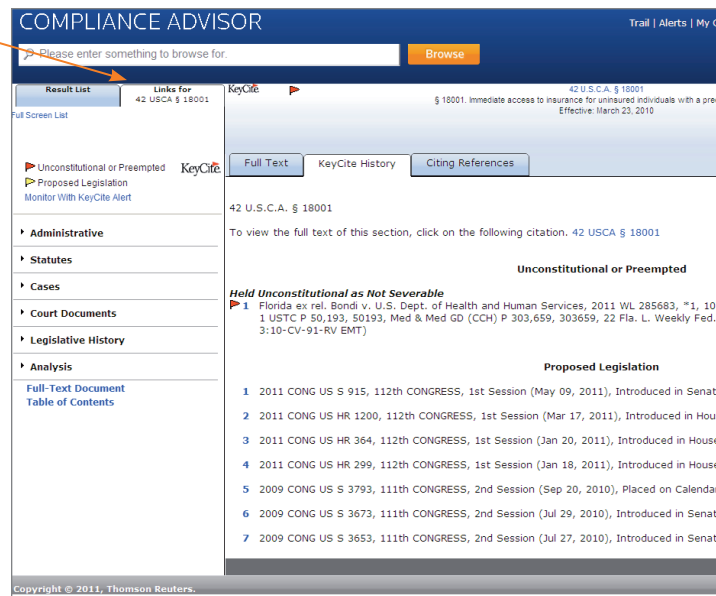 COMPLIANCE ADVISOR
Trail | Alerts | My
Please enter something to browse for.
Browse
Result List
Links for
42 USCA § 18001
Full Screen List
Unconstitutional or Preempted KeyCite.
Proposed Legislation
Monitor With KeyCite Alert
Administrative
Statutes
Cases
Court Documents
Legislative History
Analysis
Full-Text Document
Table of Contents
KeyCite.
42 U.S.C.A. § 18001
§ 18001. Immediate access to insurance for uninsured individuals with a pre
Effective: March 23, 2010
Full Text
KeyCite History
Citing References
42 U.S.C.A. § 18001
To view the full text of this section, click on the following citation. 42 USCA § 18001
Unconstitutional or Preempted
Held Unconstitutional as Not Severable
1 Florida ex rel. Bondi v. U.S. Dept. of Health and Human Services, 2011 WL 285683, *1, 10
1 USTC P 50,193, 50193, Med & Med GD (CCH) P 303,659, 303659, 22 Fla. L. Weekly Fed.
3:10-CV-91-RV EMT)
Proposed Legislation
1 2011 CONG US S 915, 112th CONGRESS, 1st Session (May 09, 2011), Introduced in Senat
2 2011 CONG US HR 1200, 112th CONGRESS, 1st Session (Mar 17, 2011), Introduced in Hou
3 2011 CONG US HR 364, 112th CONGRESS, 1st Session (Jan 20, 2011), Introduced in House
4 2011 CONG US HR 299, 112th CONGRESS, 1st Session (Jan 18, 2011), Introduced in House
5 2009 CONG US S 3793, 111th CONGRESS, 2nd Session (Sep 20, 2010), Placed on Calenda
6 2009 CONG US S 3673, 111th CONGRESS, 2nd Session (Jul 29, 2010), Introduced in Senat
7 2009 CONG US S 3653, 111th CONGRESS, 2nd Session (Jul 27, 2010), Introduced in Senat
Copyright © 2011, Thomson Reuters.